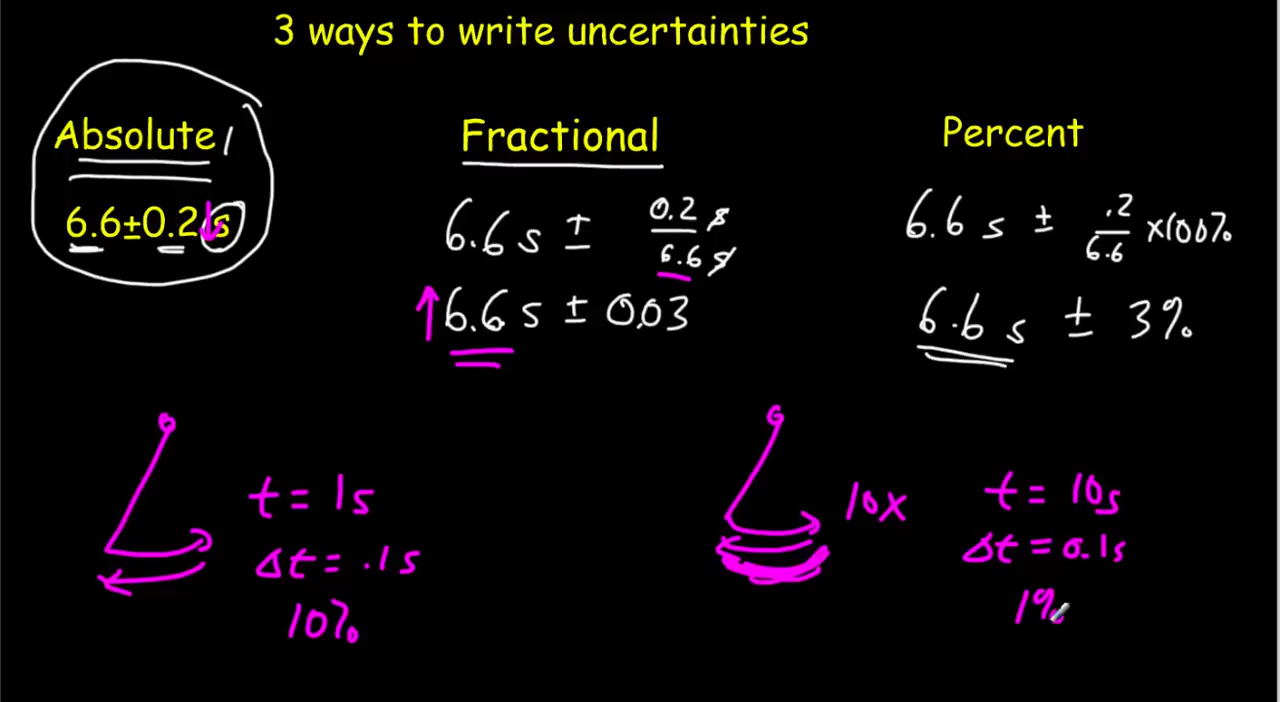 3 ways to write uncertainties
Absolute
6.6±0.2 s
Fractional
6.6 s ± 0.2 s / 6.6 s
6.6 s ± 0.03
Percent
6.6 s ± .2 / 6.6 x100%
6.6 s ± 3%
t = 1s
Δt = .1s
10%
10x
t = 10s
Δt = 0.1s
1%